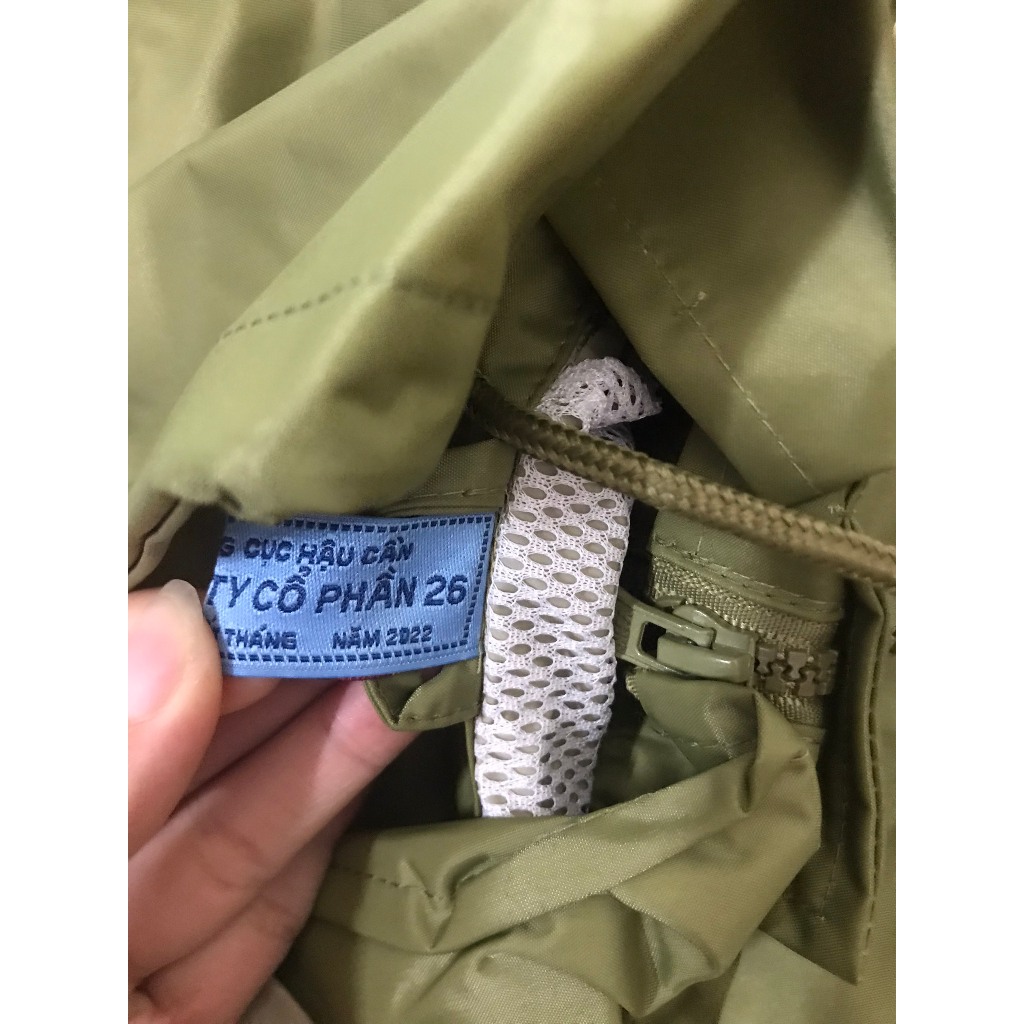 CỤC HẬU CẦN
TY CỔ PHẦN 26
THÁNG NĂM 2022